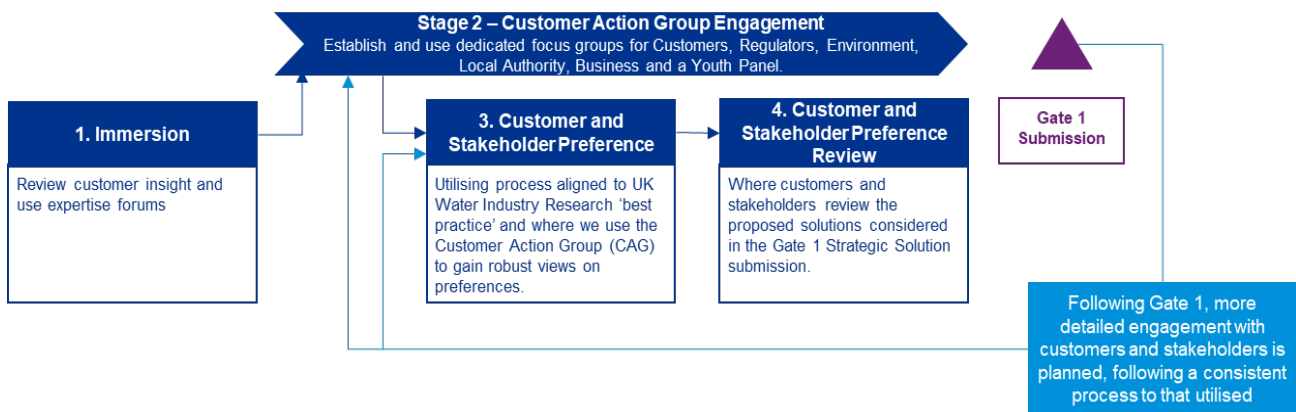 Stage 2 – Customer Action Group Engagement
Establish and use dedicated focus groups for Customers, Regulators, Environment,
Local Authority, Business and a Youth Panel.
1. Immersion
Review customer insight and
use expertise forums
3. Customer and
Stakeholder Preference
Utilising process aligned to UK
Water Industry Research ‘best
practice’ and where we use the
Customer Action Group (CAG)
to gain robust views on
preferences.
4. Customer and
Stakeholder Preference
Review
Where customers and
stakeholders review the
proposed solutions considered
in the Gate 1 Strategic Solution
submission.
Gate 1
Submission
Following Gate 1, more
detailed engagement with
customers and stakeholders is
planned, following a consistent
process to that utilised